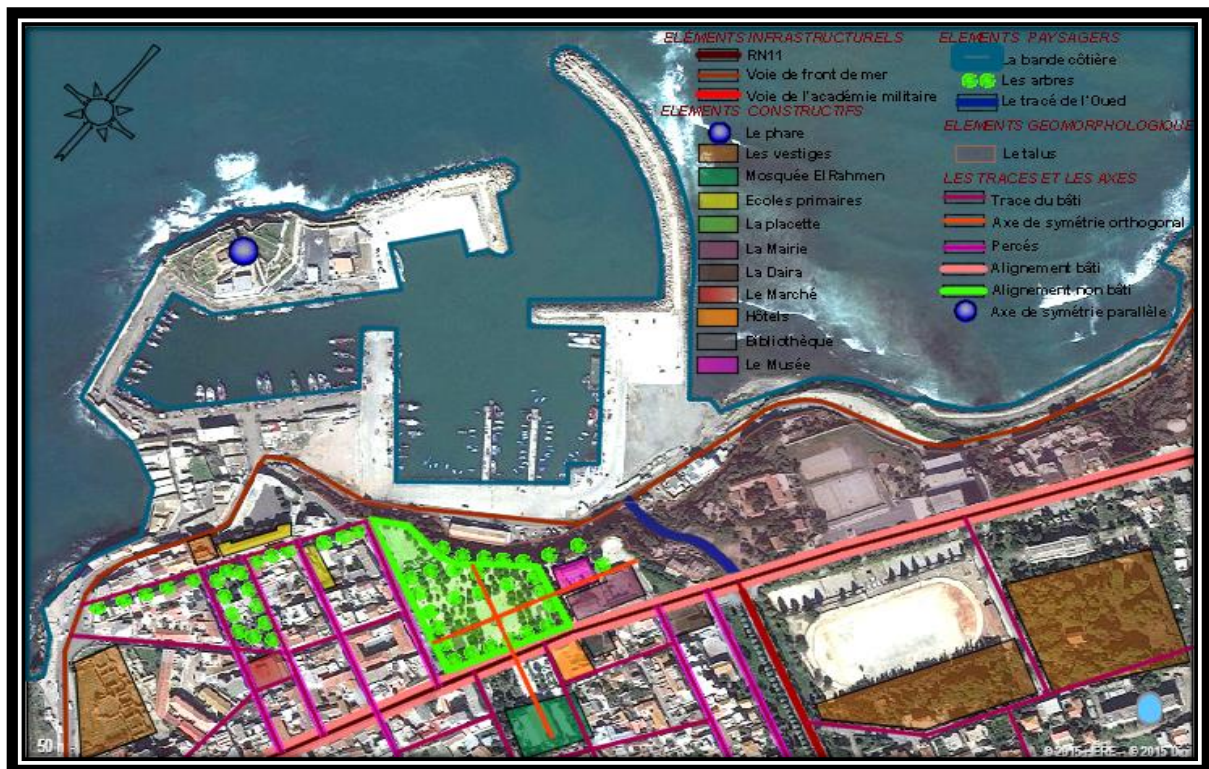 ELÉMENTS INFRASTRUCTURELS
RN11
Voie de front de mer
Voie de l'académie militaire
ELEMENTS CONSTRUCTIFS
Le phare
Les vestiges
Mosquée El Rahmen
Ecoles primaires
La placette
La Mairie
La Daira
Le Marché
Hôtels
Bibliothèque
Le Musée
ELEMENTS PAYSAGERS
La bande côtière
Les arbres
Le tracé de l'Oued
ELEMENTS GEOMORPHOLOGIQUE
Le talus
LES TRACES ET LES AXES
Trace du bâti
Axe de symétrie orthogonal
Percés
Alignement bâti
Alignement non bâti
Axe de symétrie parallèle
50
© 2015 © 2015